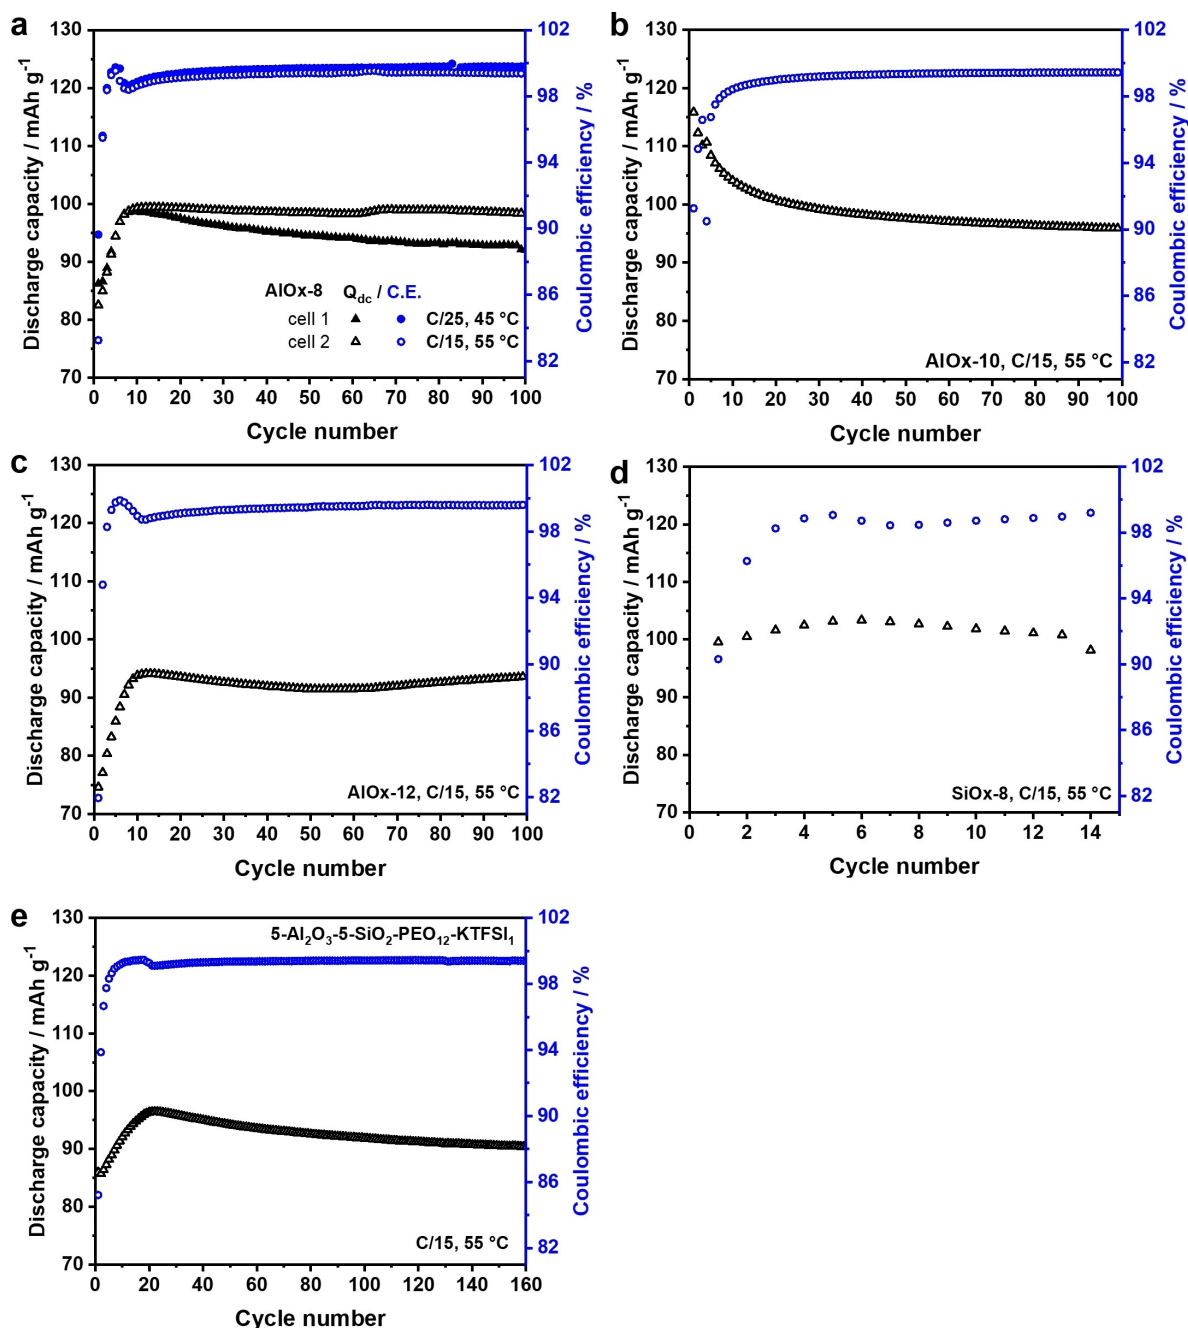 a
130
120
110
100
90
80
70
Discharge capacity / mAh g⁻¹
102
98
94
90
86
82
Coulombic efficiency / %
AlOx-8 Q_dc / C.E.
cell 1 C/25, 45 °C
cell 2 C/15, 55 °C
0 10 20 30 40 50 60 70 80 90 100
Cycle number
b
130
120
110
100
90
80
70
Discharge capacity / mAh g⁻¹
102
98
94
90
86
82
Coulombic efficiency / %
AlOx-10, C/15, 55 °C
0 10 20 30 40 50 60 70 80 90 100
Cycle number
c
130
120
110
100
90
80
70
Discharge capacity / mAh g⁻¹
102
98
94
90
86
82
Coulombic efficiency / %
AlOx-12, C/15, 55 °C
0 10 20 30 40 50 60 70 80 90 100
Cycle number
d
130
120
110
100
90
80
70
Discharge capacity / mAh g⁻¹
102
98
94
90
86
82
Coulombic efficiency / %
SiOx-8, C/15, 55 °C
0 2 4 6 8 10 12 14
Cycle number
e
130
120
110
100
90
80
70
Discharge capacity / mAh g⁻¹
102
98
94
90
86
82
Coulombic efficiency / %
5-Al₂O₃-5-SiO₂-PEO₁₂-KTFSI₁
C/15, 55 °C
0 20 40 60 80 100 120 140 160
Cycle number